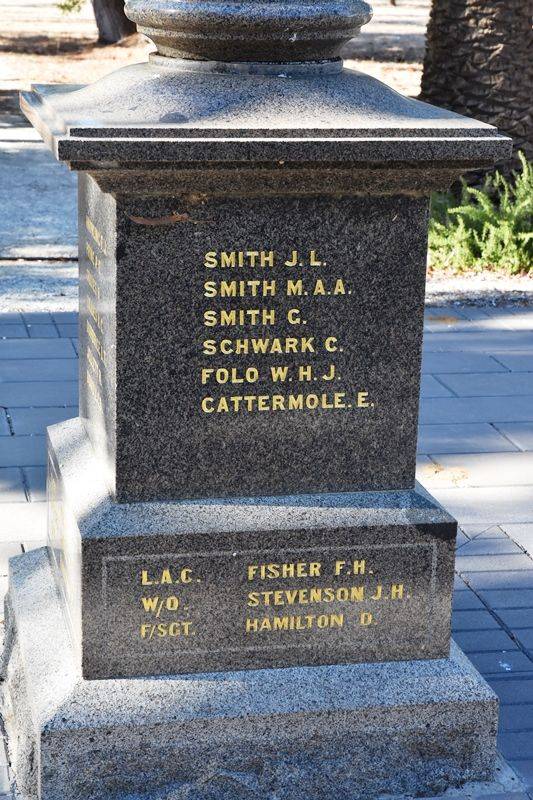 SMITH J.L.
SMITH M.A.A.
SMITH G.
SCHWARK C.
FOLO W.H.J.
CATTERMOLE.E.
L.A.C. FISHER F.H.
W/O. STEVENSON J.H.
F/SGT. HAMILTON D.